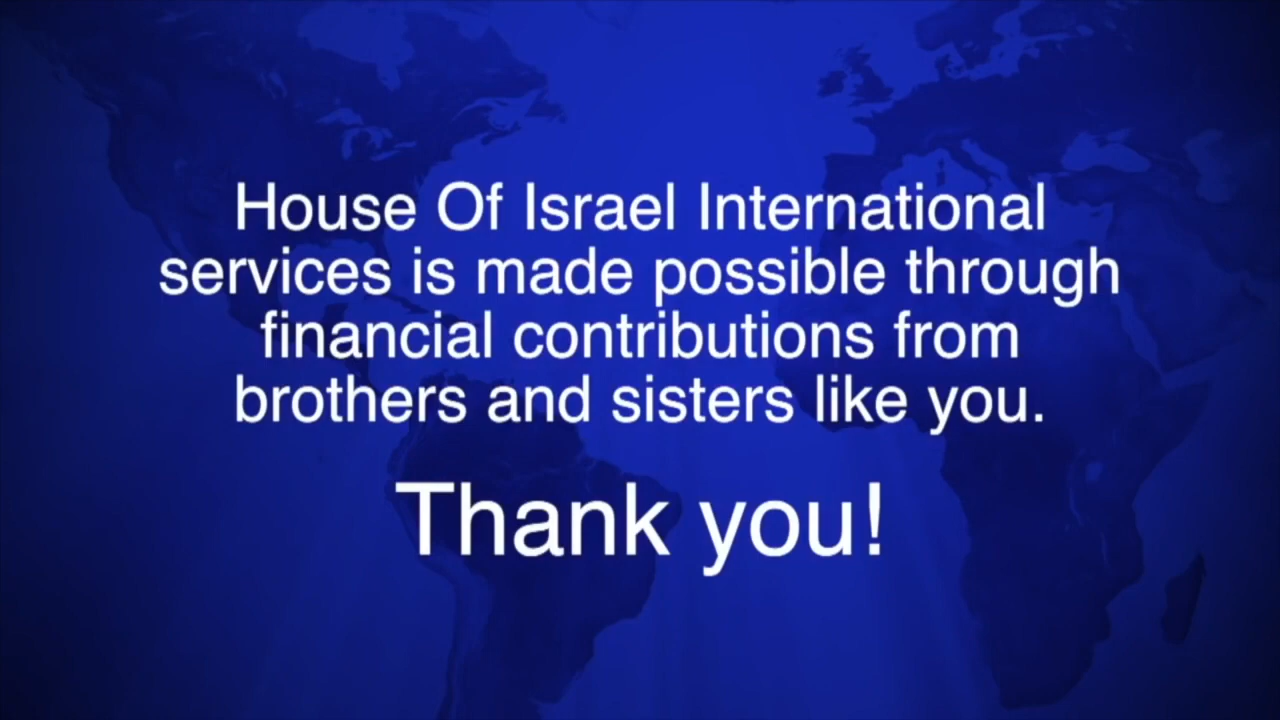 House Of Israel International
services is made possible through
financial contributions from
brothers and sisters like you.
Thank you!